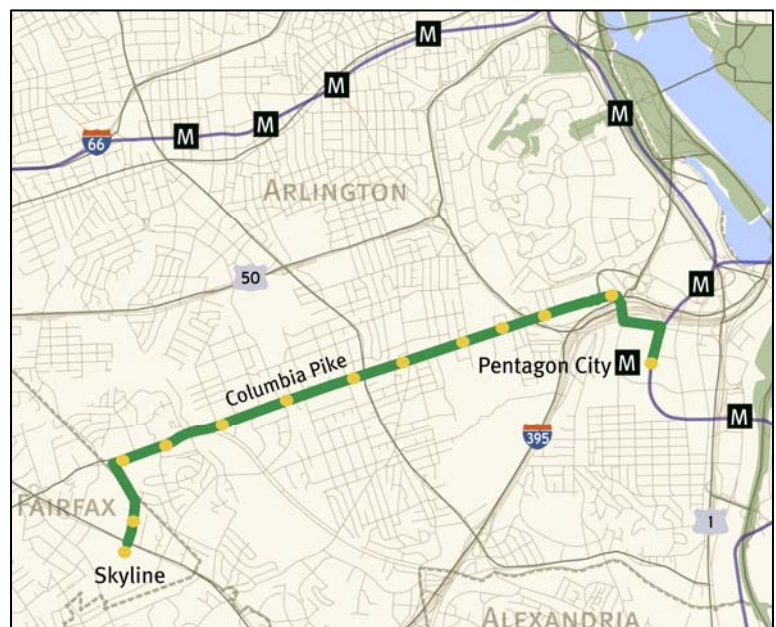 M
M
M
M
66
M
ARLINGTON
50
M
Columbia Pike
Pentagon City M
M
395
FAIRFAX
1
Skyline
ALEXANDRIA